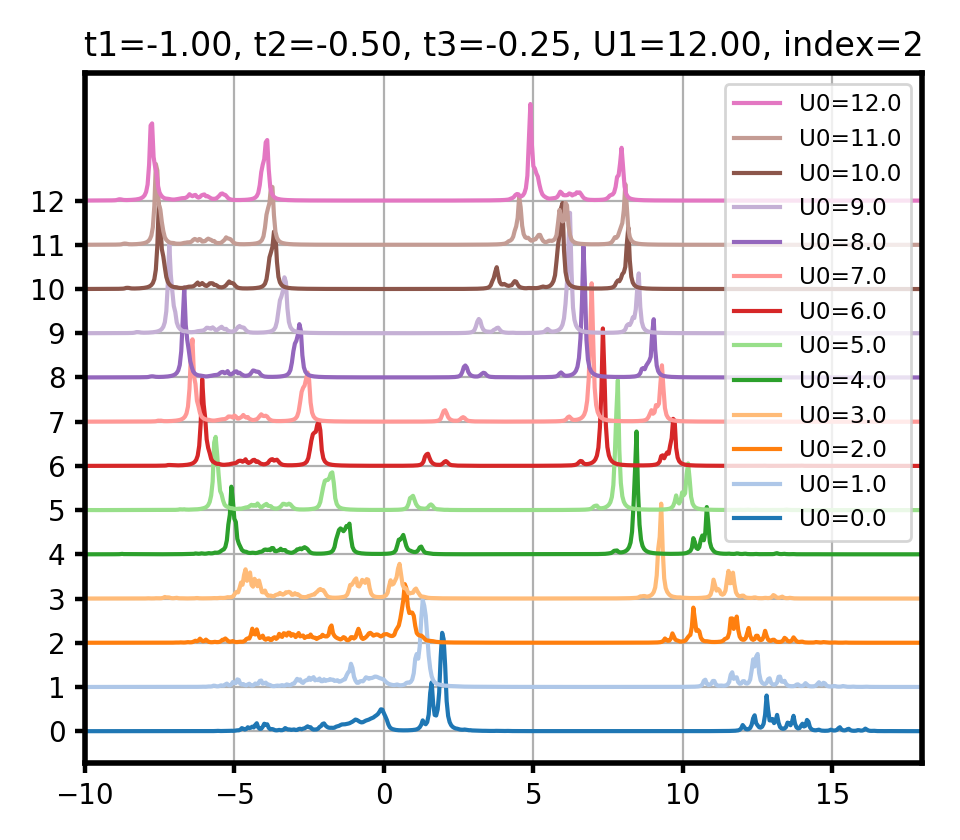 t1=-1.00, t2=-0.50, t3=-0.25, U1=12.00, index=2
U0=12.0
U0=11.0
U0=10.0
U0=9.0
U0=8.0
U0=7.0
U0=6.0
U0=5.0
U0=4.0
U0=3.0
U0=2.0
U0=1.0
U0=0.0
12
11
10
9
8
7
6
5
4
3
2
1
0
−10
−5
0
5
10
15